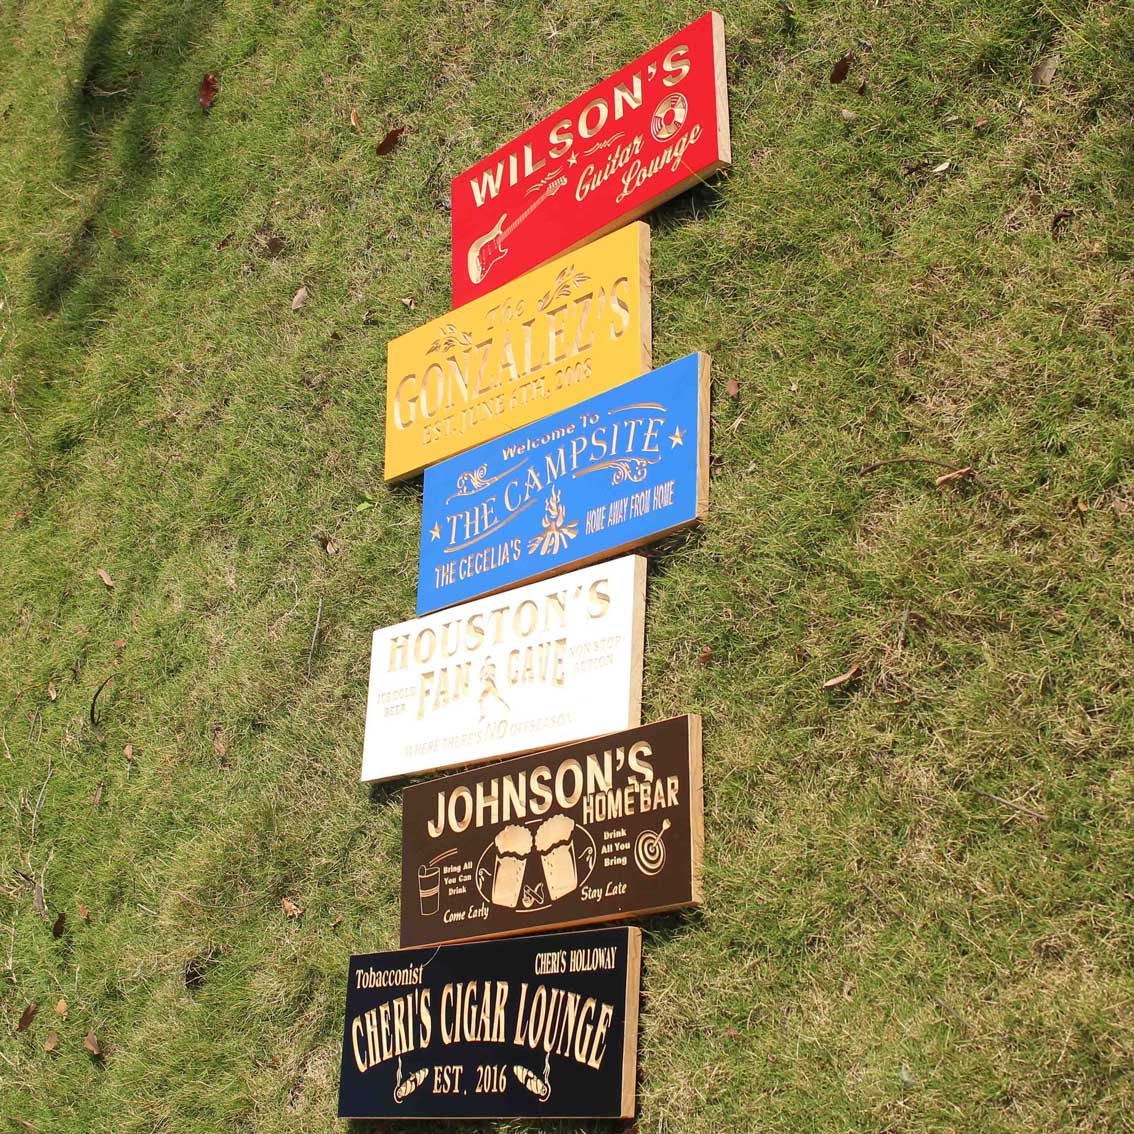 WILSON'S
Guitar
Lounge
The
GONZALEZ'S
EST. JUNE 6TH, 2008
Welcome To
THE CAMPSITE
THE CECELIA'S
HOME AWAY FROM HOME
HOUSTON'S
FAN CAVE
ICE COLD
BEER
NON STOP
ACTION
WHERE THERE'S NO OFFSEASON
JOHNSON'S
HOME BAR
Bring All
You Can
Drink
Drink
All You
Bring
Come Early
Stay Late
Tobacconist
CHERI'S HOLLOWAY
CHERI'S CIGAR LOUNGE
EST. 2016